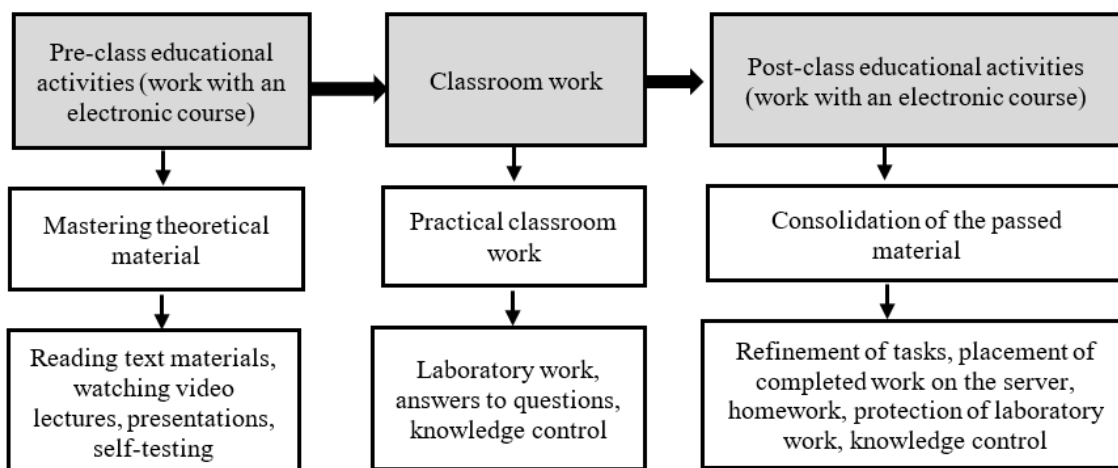 Pre-class educational
activities (work with an
electronic course)
Classroom work
Post-class educational activities
(work with an electronic course)
Mastering theoretical
material
Practical classroom
work
Consolidation of the passed
material
Reading text materials,
watching video
lectures, presentations,
self-testing
Laboratory work,
answers to questions,
knowledge control
Refinement of tasks, placement of
completed work on the server,
homework, protection of laboratory
work, knowledge control